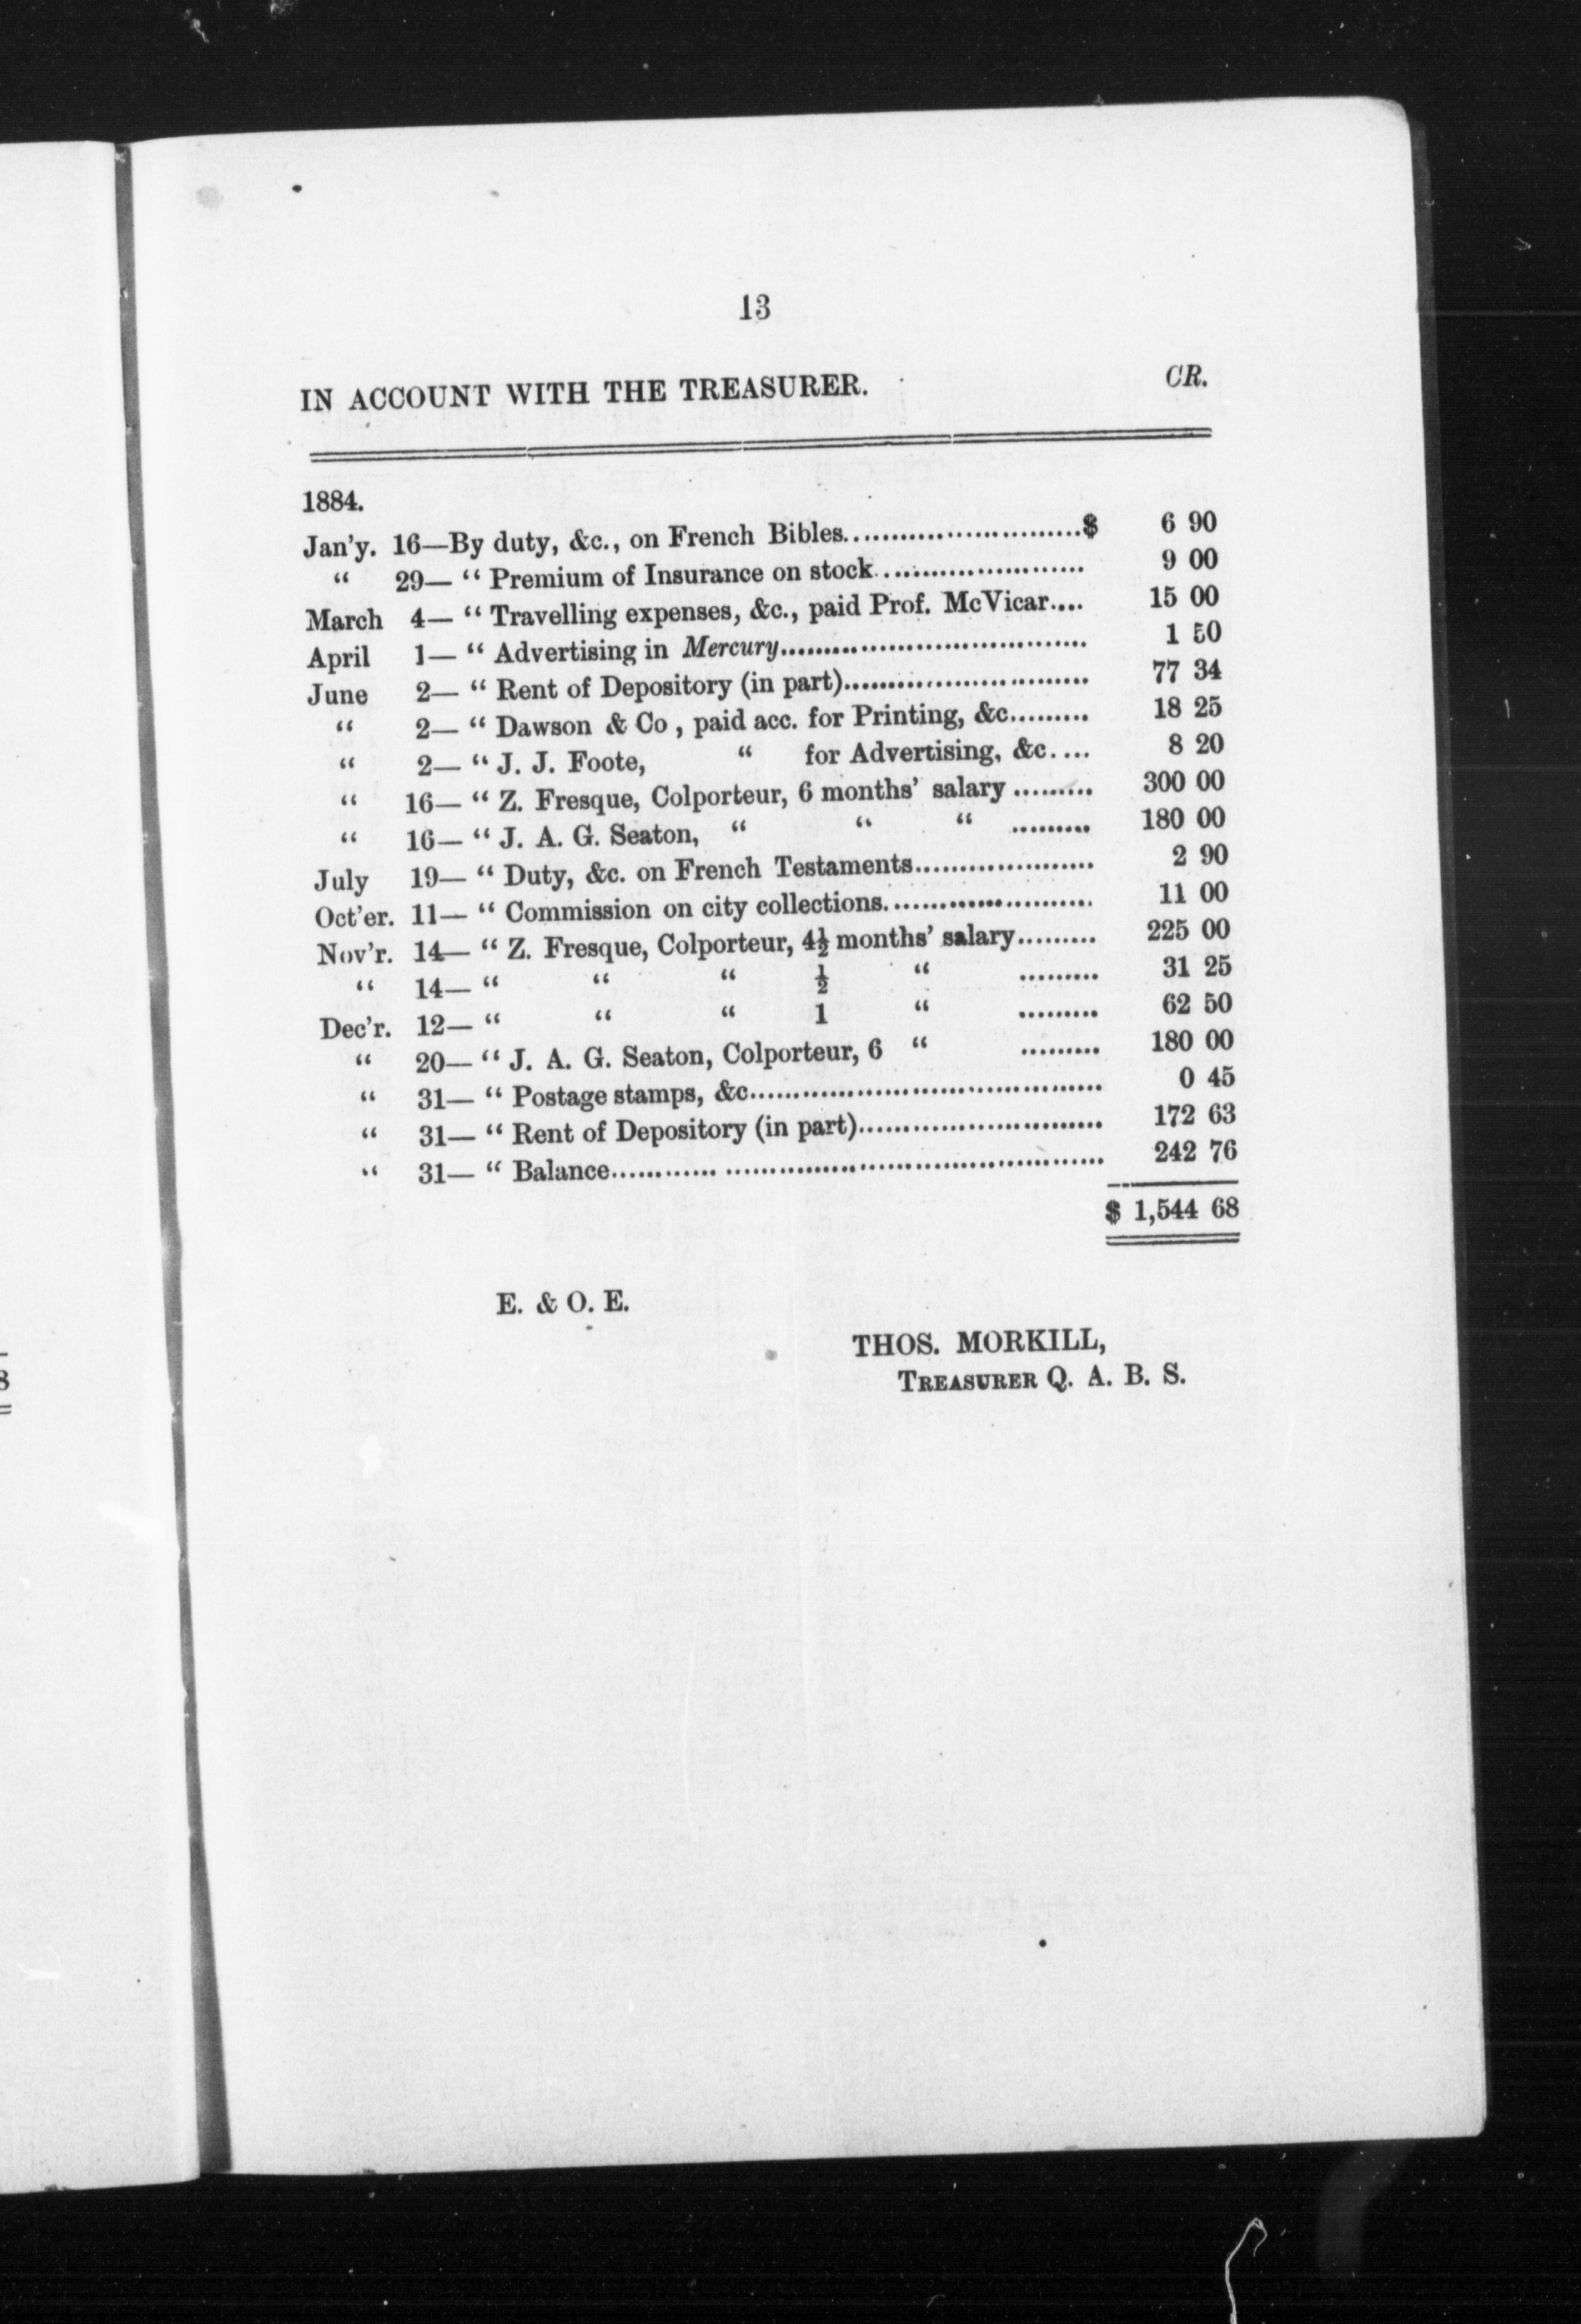 13
IN ACCOUNT WITH THE TREASURER. CR.
1884.
Jan'y. 16—By duty, &c., on French Bibles..........................$ 6 90
“ 29— “ Premium of Insurance on stock....................... 9 00
March 4— “ Travelling expenses, &c., paid Prof. McVicar.... 15 00
April 1— “ Advertising in Mercury.................................. 1 50
June 2— “ Rent of Depository (in part)........................... 77 34
“ 2— “ Dawson & Co , paid acc. for Printing, &c......... 18 25
“ 2— “ J. J. Foote, “ for Advertising, &c.... 8 20
“ 16— “ Z. Fresque, Colporteur, 6 months' salary ......... 300 00
“ 16— “ J. A. G. Seaton, “ “ “ ......... 180 00
July 19— “ Duty, &c. on French Testaments.................... 2 90
Oct'er. 11— “ Commission on city collections....................... 11 00
Nov'r. 14— “ Z. Fresque, Colporteur, 4½ months' salary......... 225 00
“ 14— “ “ “ ½ “ ......... 31 25
Dec'r. 12— “ “ “ 1 “ ......... 62 50
“ 20— “ J. A. G. Seaton, Colporteur, 6 “ ......... 180 00
“ 31— “ Postage stamps, &c....................................... 0 45
“ 31— “ Rent of Depository (in part)........................... 172 63
“ 31— “ Balance............ .......................................... 242 76
$ 1,544 68
E. & O. E.
THOS. MORKILL,
TREASURER Q. A. B. S.
8